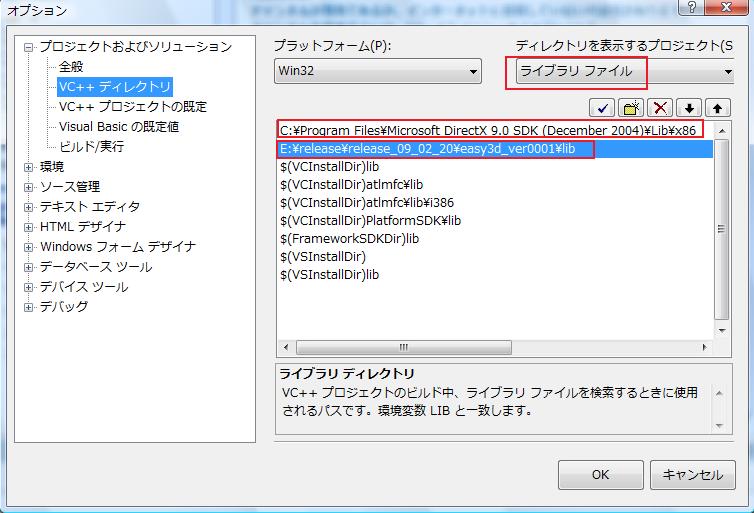 オプション
プロジェクトおよびソリューション
全般
VC++ ディレクトリ
VC++ プロジェクトの既定
Visual Basic の既定値
ビルド/実行
環境
ソース管理
テキスト エディタ
HTML デザイナ
Windows フォーム デザイナ
データベース ツール
デバイス ツール
デバッグ
プラットフォーム(P):
Win32
ディレクトリを表示するプロジェクト(S
ライブラリ ファイル
C:¥Program Files¥Microsoft DirectX 9.0 SDK (December 2004)¥Lib¥x86
E:¥release¥release_09_02_20¥easy3d_ver0001¥lib
$(VCInstallDir)lib
$(VCInstallDir)atlmfc¥lib
$(VCInstallDir)atlmfc¥lib¥i386
$(VCInstallDir)PlatformSDK¥lib
$(FrameworkSDKDir)lib
$(VSInstallDir)
$(VSInstallDir)lib
ライブラリ ディレクトリ
VC++ プロジェクトのビルド中、ライブラリ ファイルを検索するときに使用
されるパスです。環境変数 LIB と一致します。
OK
キャンセル